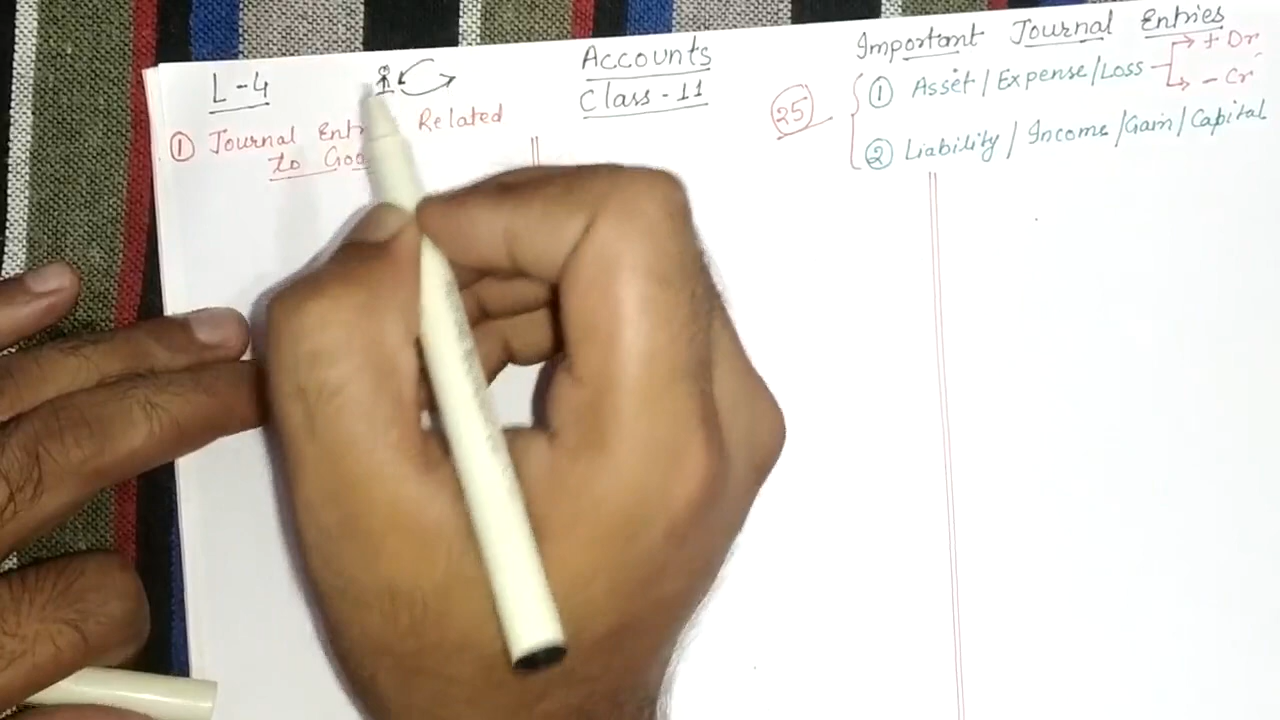 L-4
Accounts
Class-11
Important Journal Entries
① Journal Related
to
25
① Asset/Expense/Loss
+ Dr
- Cr
② Liability/Income/Gain/Capital